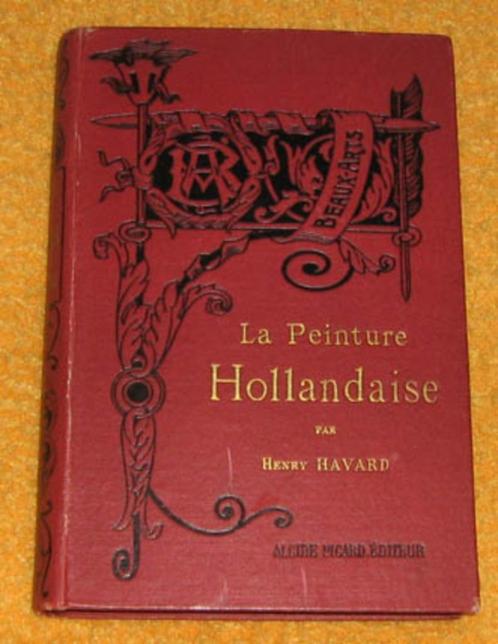 BEAUX-ARTS
La Peinture
Hollandaise
PAR
HENRY HAVARD
ALCIDE PICARD ÉDITEUR